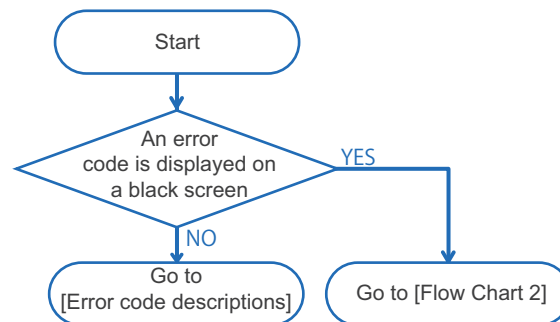 Start
An error
code is displayed on
a black screen
YES
NO
Go to
[Error code descriptions]
Go to [Flow Chart 2]